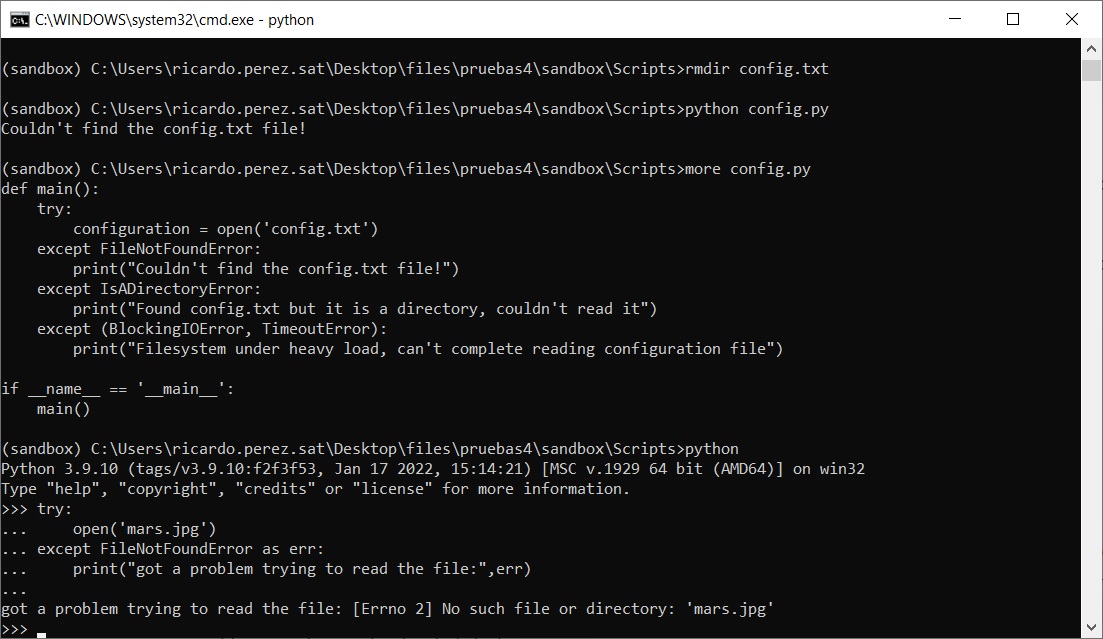 C:\WINDOWS\system32\cmd.exe - python
(sandbox) C:\Users\ricardo.perez.sat\Desktop\files\pruebas4\sandbox\Scripts>rmdir config.txt
(sandbox) C:\Users\ricardo.perez.sat\Desktop\files\pruebas4\sandbox\Scripts>python config.py
Couldn't find the config.txt file!
(sandbox) C:\Users\ricardo.perez.sat\Desktop\files\pruebas4\sandbox\Scripts>more config.py
def main():
    try:
        configuration = open('config.txt')
    except FileNotFoundError:
        print("Couldn't find the config.txt file!")
    except IsADirectoryError:
        print("Found config.txt but it is a directory, couldn't read it")
    except (BlockingIOError, TimeoutError):
        print("Filesystem under heavy load, can't complete reading configuration file")
if __name__ == '__main__':
    main()
(sandbox) C:\Users\ricardo.perez.sat\Desktop\files\pruebas4\sandbox\Scripts>python
Python 3.9.10 (tags/v3.9.10:f2f3f53, Jan 17 2022, 15:14:21) [MSC v.1929 64 bit (AMD64)] on win32
Type "help", "copyright", "credits" or "license" for more information.
>>> try:
...     open('mars.jpg')
... except FileNotFoundError as err:
...     print("got a problem trying to read the file:",err)
...
got a problem trying to read the file: [Errno 2] No such file or directory: 'mars.jpg'
>>>